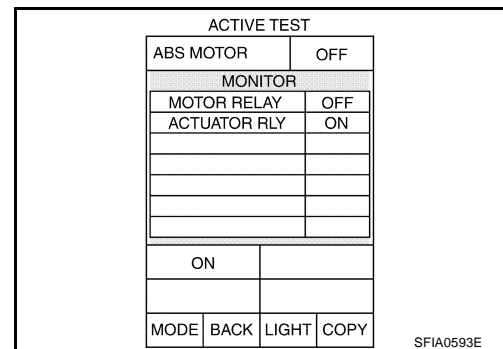 ACTIVE TEST
ABS MOTOR OFF
MONITOR
MOTOR RELAY OFF
ACTUATOR RLY ON
ON
MODE BACK LIGHT COPY
SFIA0593E